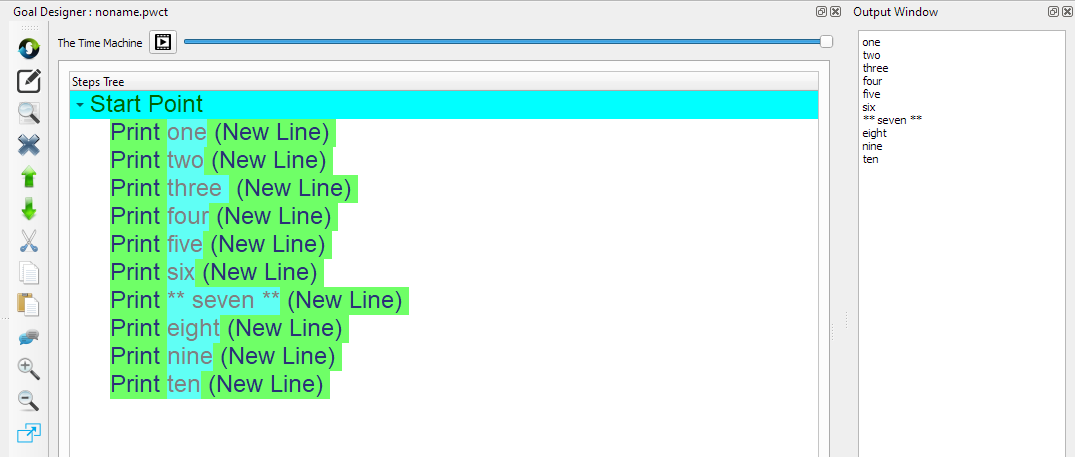 Goal Designer : noname.pwct
The Time Machine
Steps Tree
Start Point
Print one (New Line)
Print two (New Line)
Print three  (New Line)
Print four (New Line)
Print five (New Line)
Print six (New Line)
Print ** seven ** (New Line)
Print eight (New Line)
Print nine (New Line)
Print ten (New Line)
Output Window
one
two
three
four
five
six
** seven **
eight
nine
ten